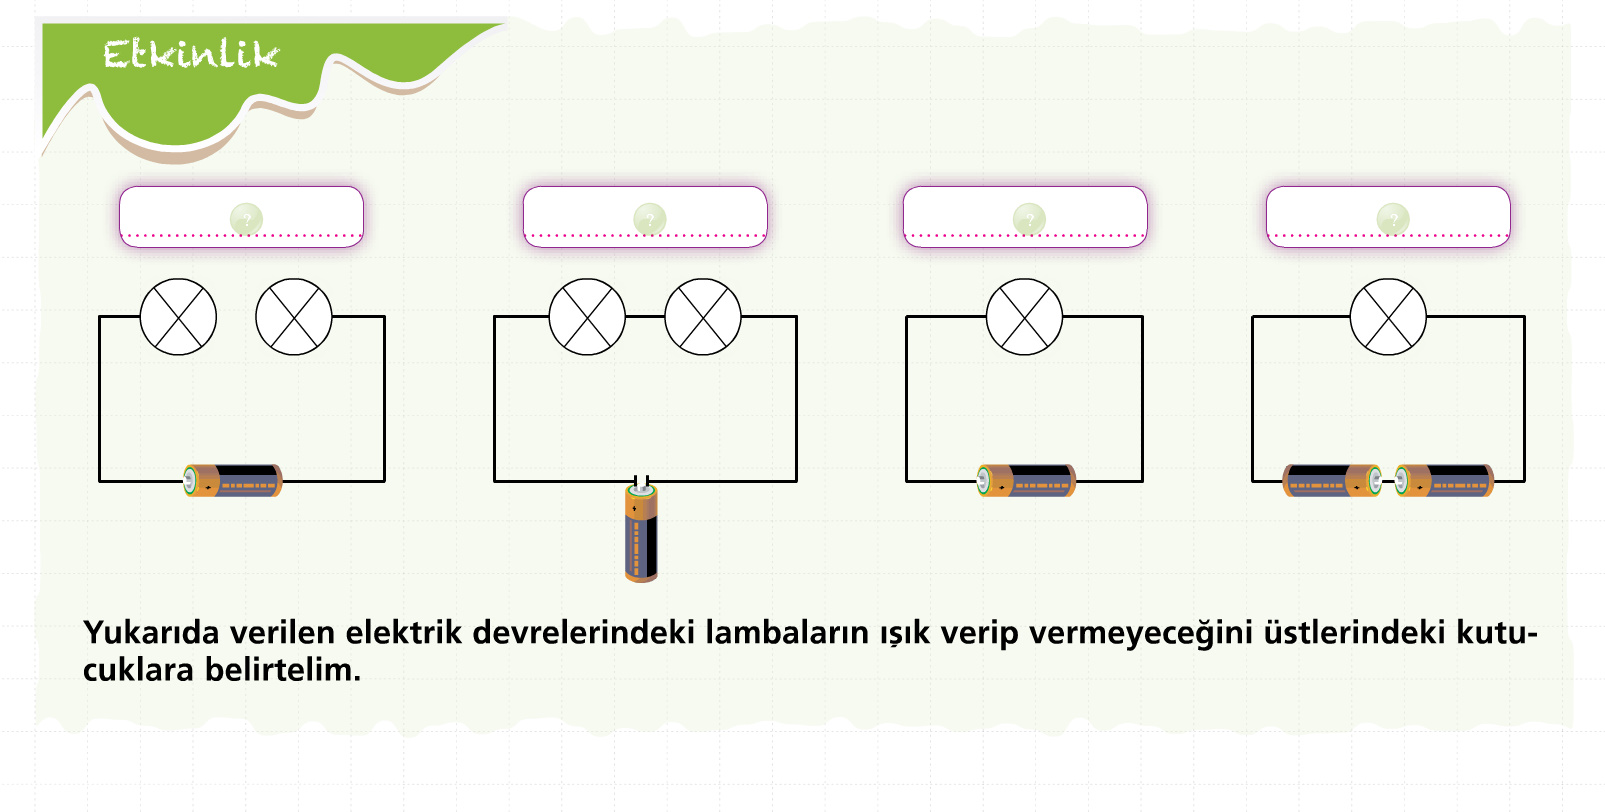 Etkinlik
? ? ? ?
Yukarıda verilen elektrik devrelerindeki lambaların ışık verip vermeyeceğini üstlerindeki kutu-
cuklara belirtelim.